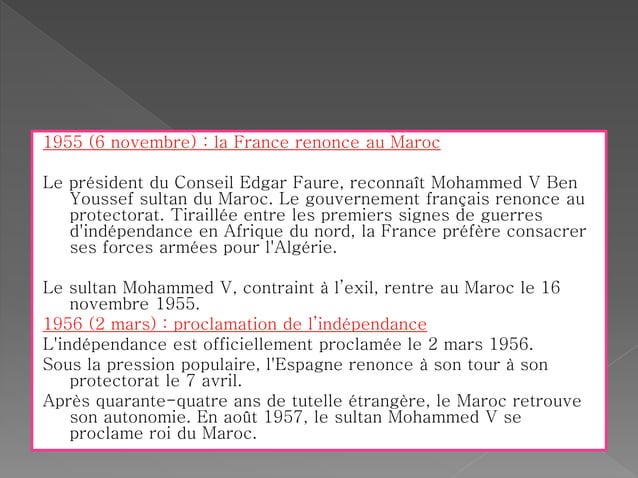 1955 (6 novembre) : la France renonce au Maroc
Le président du Conseil Edgar Faure, reconnaît Mohammed V Ben
Youssef sultan du Maroc. Le gouvernement français renonce au
protectorat. Tiraillée entre les premiers signes de guerres
d'indépendance en Afrique du nord, la France préfère consacrer
ses forces armées pour l'Algérie.
Le sultan Mohammed V, contraint à l’exil, rentre au Maroc le 16
novembre 1955.
1956 (2 mars) : proclamation de l’indépendance
L'indépendance est officiellement proclamée le 2 mars 1956.
Sous la pression populaire, l'Espagne renonce à son tour à son
protectorat le 7 avril.
Après quarante-quatre ans de tutelle étrangère, le Maroc retrouve
son autonomie. En août 1957, le sultan Mohammed V se
proclame roi du Maroc.